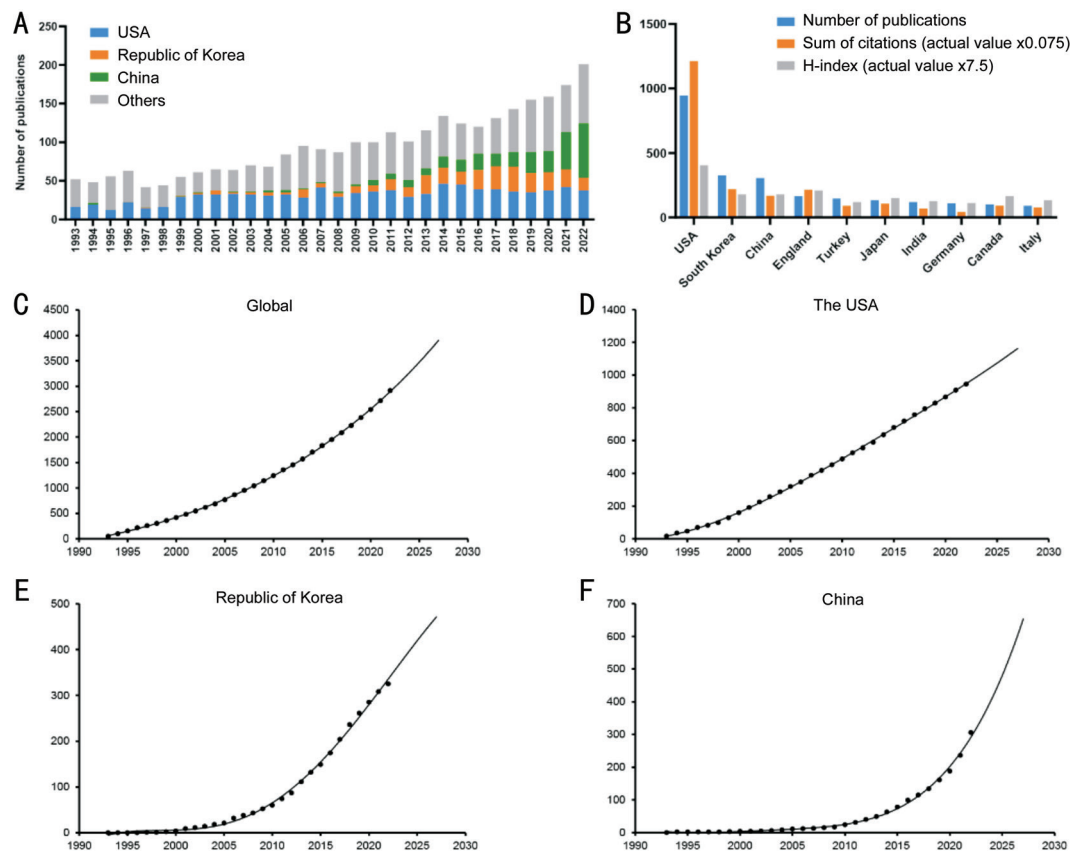 A
250
200
150
100
50
0
Number of publications
USA
Republic of Korea
China
Others
1993
1994
1995
1996
1997
1998
1999
2000
2001
2002
2003
2004
2005
2006
2007
2008
2009
2010
2011
2012
2013
2014
2015
2016
2017
2018
2019
2020
2021
2022
B
1500
1000
500
0
Number of publications
Sum of citations (actual value x0.075)
H-index (actual value x7.5)
USA
South Korea
China
England
Turkey
Japan
India
Germany
Canada
Italy
C
Global
4500
4000
3500
3000
2500
2000
1500
1000
500
0
1990 1995 2000 2005 2010 2015 2020 2025 2030
D
The USA
1400
1200
1000
800
600
400
200
0
1990 1995 2000 2005 2010 2015 2020 2025 2030
E
Republic of Korea
500
400
300
200
100
0
1990 1995 2000 2005 2010 2015 2020 2025 2030
F
China
700
600
500
400
300
200
100
0
1990 1995 2000 2005 2010 2015 2020 2025 2030